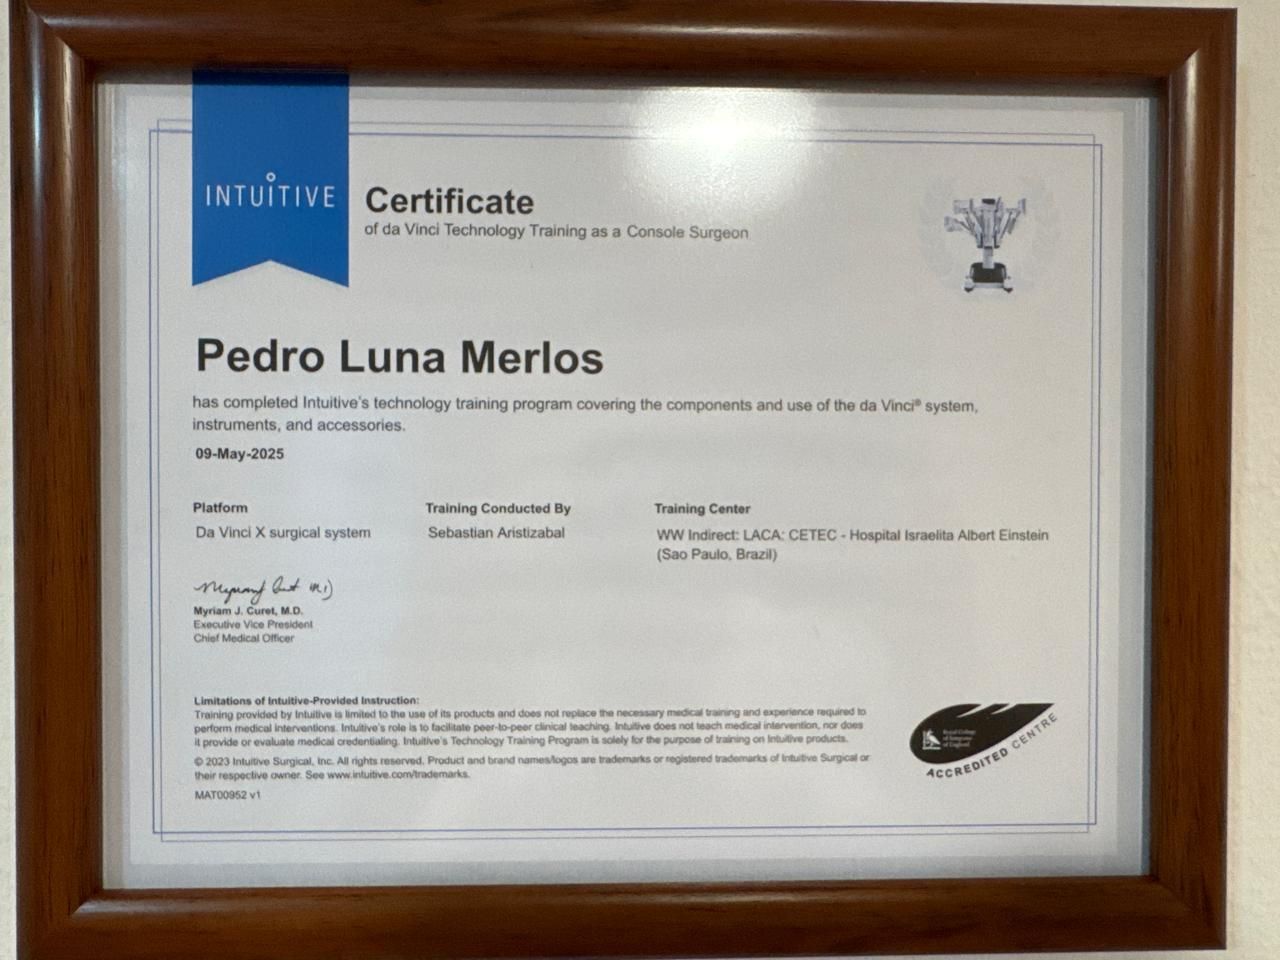 INTUITIVE
Certificate
of da Vinci Technology Training as a Console Surgeon
Pedro Luna Merlos
has completed Intuitive's technology training program covering the components and use of the da Vinci® system,
instruments, and accessories.
09-May-2025
Platform
Da Vinci X surgical system
Training Conducted By
Sebastian Aristizabal
Training Center
WW Indirect: LACA: CETEC - Hospital Israelita Albert Einstein
(Sao Paulo, Brazil)
Myriam J. Curet, M.D.
Executive Vice President
Chief Medical Officer
Limitations of Intuitive-Provided Instruction:
Training provided by Intuitive is limited to the use of its products and does not replace the necessary medical training and experience required to
perform medical interventions. Intuitive's role is to facilitate peer-to-peer clinical teaching. Intuitive does not teach medical intervention, nor does
it provide or evaluate medical credentialing. Intuitive's Technology Training Program is solely for the purpose of training on Intuitive products.
© 2023 Intuitive Surgical, Inc. All rights reserved. Product and brand names/logos are trademarks or registered trademarks of Intuitive Surgical or
their respective owner. See www.intuitive.com/trademarks.
MAT00952 v1
Royal College
of Surgeons
of England
ACCREDITED CENTRE